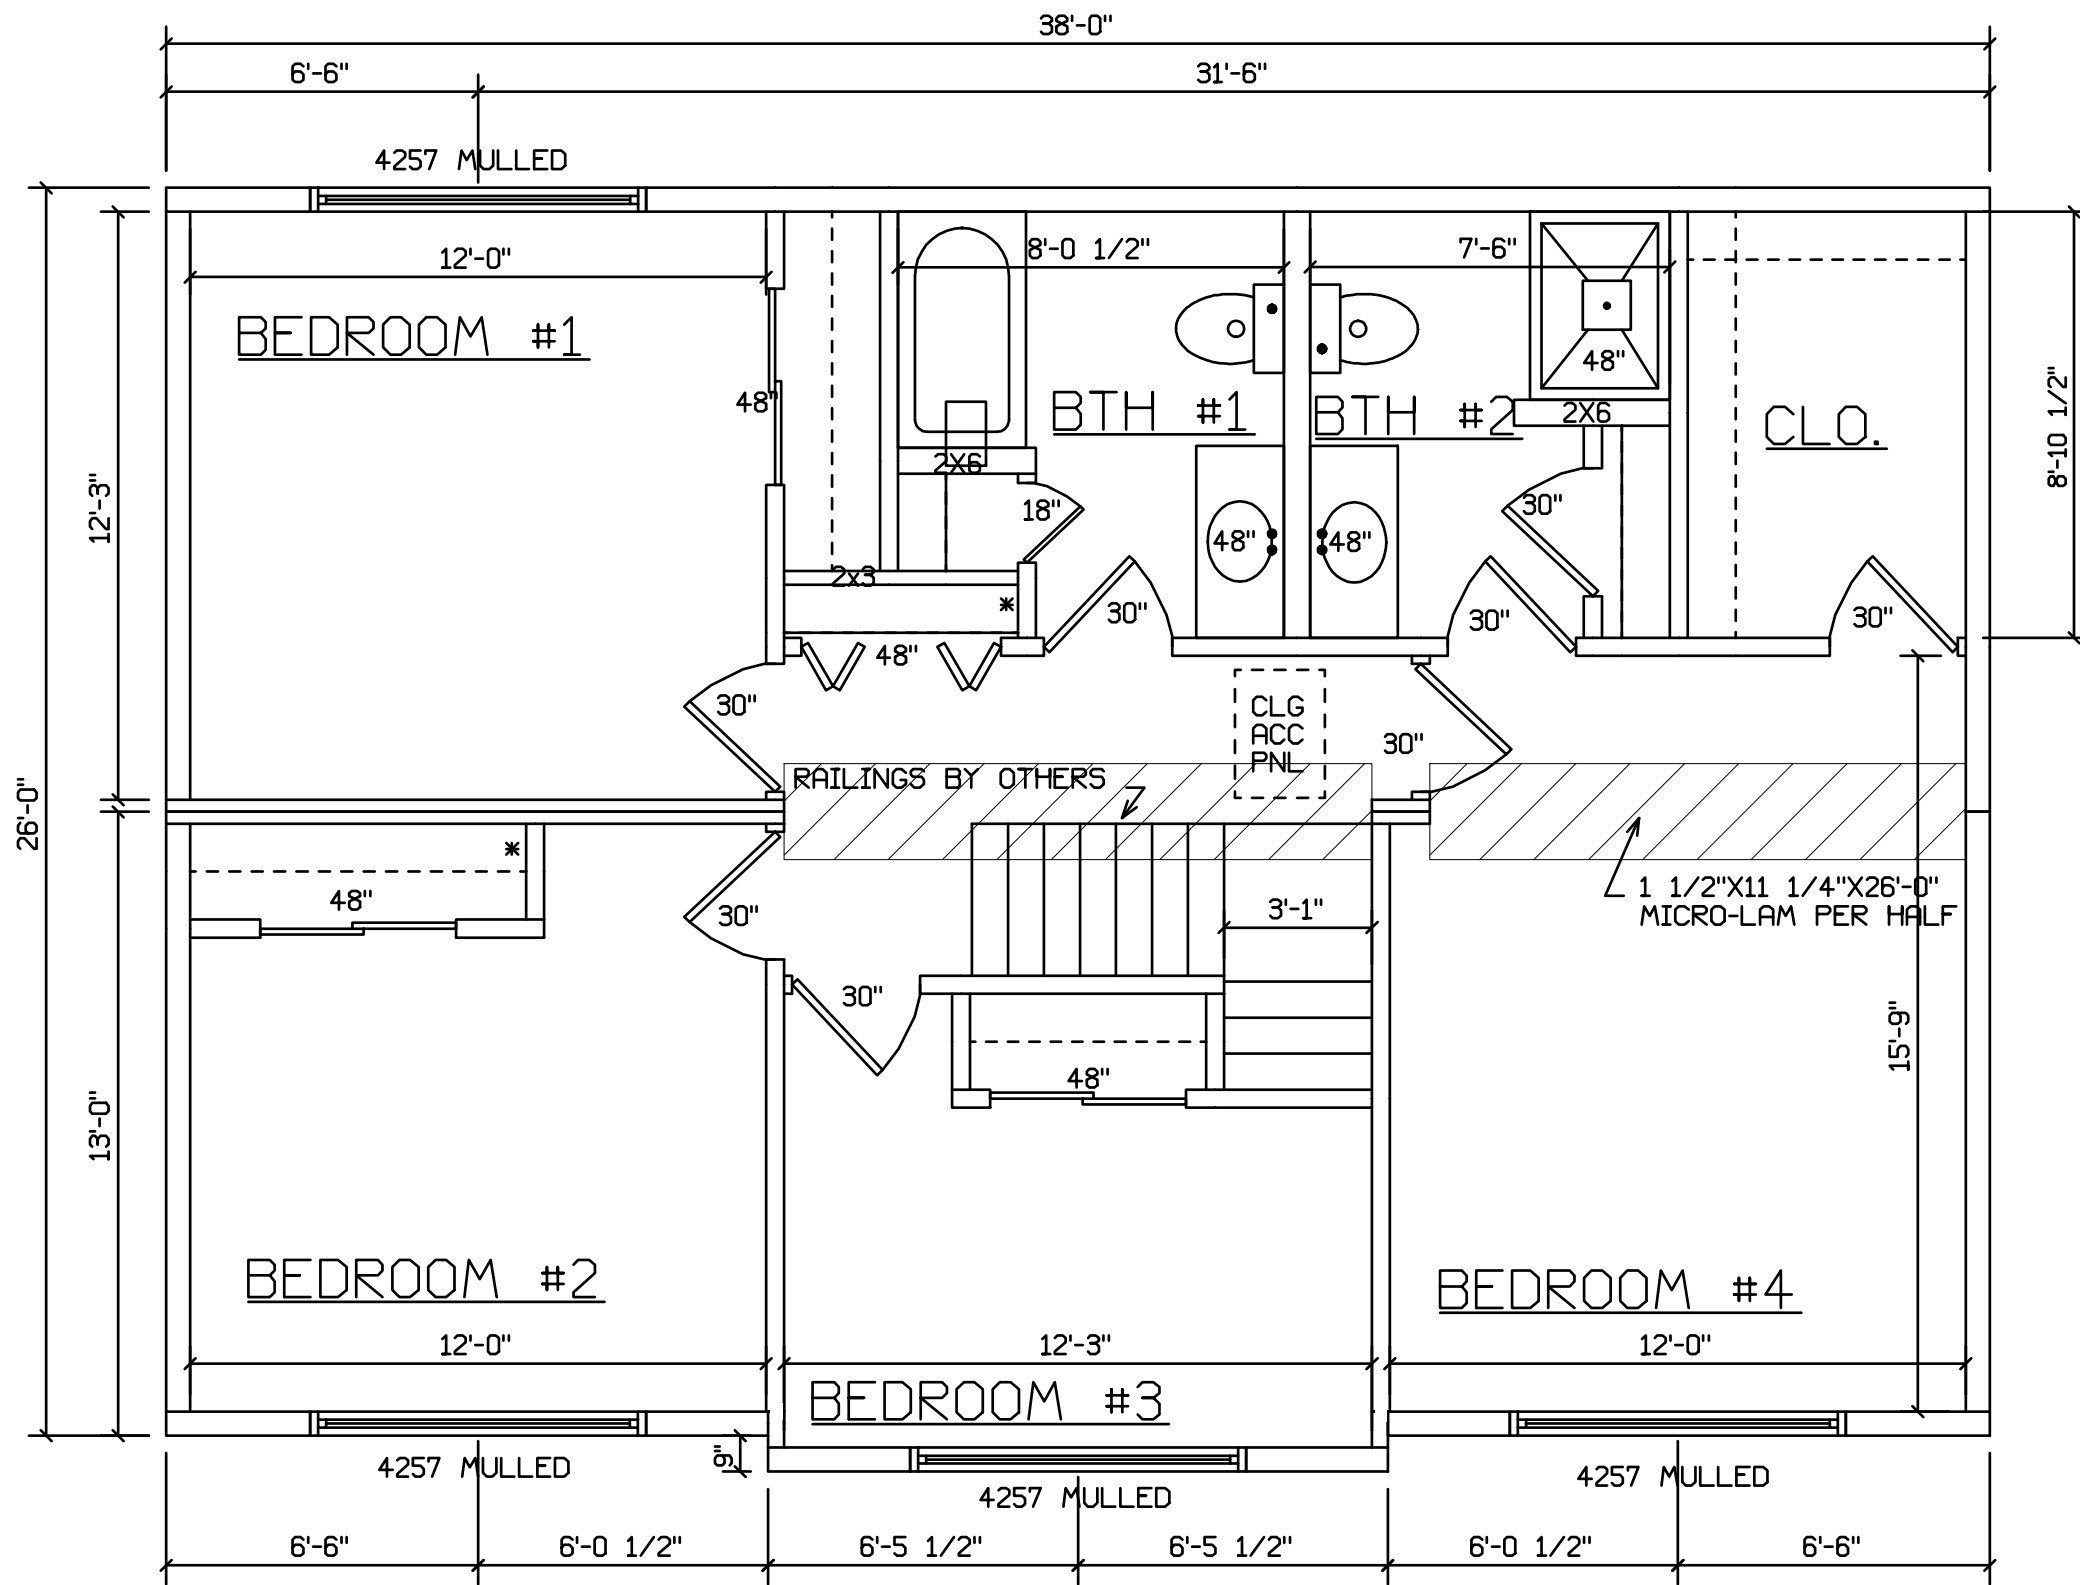 38'-0"
6'-6"
31'-6"
4257 MULLED
12'-0"
8'-0 1/2"
7'-6"
BEDROOM #1
48"
48"
BTH #1
BTH #2
2X6
CLO.
8'-10 1/2"
12'-3"
2X6
18"
30"
48"
48"
2x3
*
30"
30"
30"
48"
30"
CLG
ACC
PNL
30"
RAILINGS BY OTHERS
26'-0"
*
48"
30"
3'-1"
1 1/2"X11 1/4"X26'-0"
MICRO-LAM PER HALF
30"
15'-9"
48"
13'-0"
BEDROOM #2
BEDROOM #4
12'-0"
12'-3"
12'-0"
BEDROOM #3
9"
4257 MULLED
4257 MULLED
4257 MULLED
6'-6"
6'-0 1/2"
6'-5 1/2"
6'-5 1/2"
6'-0 1/2"
6'-6"